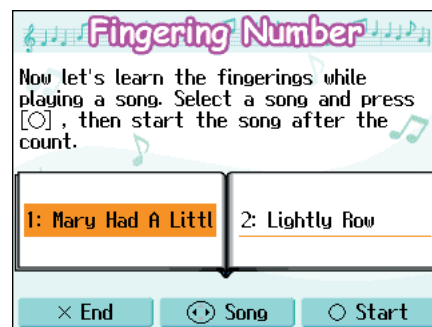 Fingering Number
Now let's learn the fingerings while
playing a song. Select a song and press
[○] , then start the song after the
count.
1: Mary Had A Littl
2: Lightly Row
× End
Song
○ Start